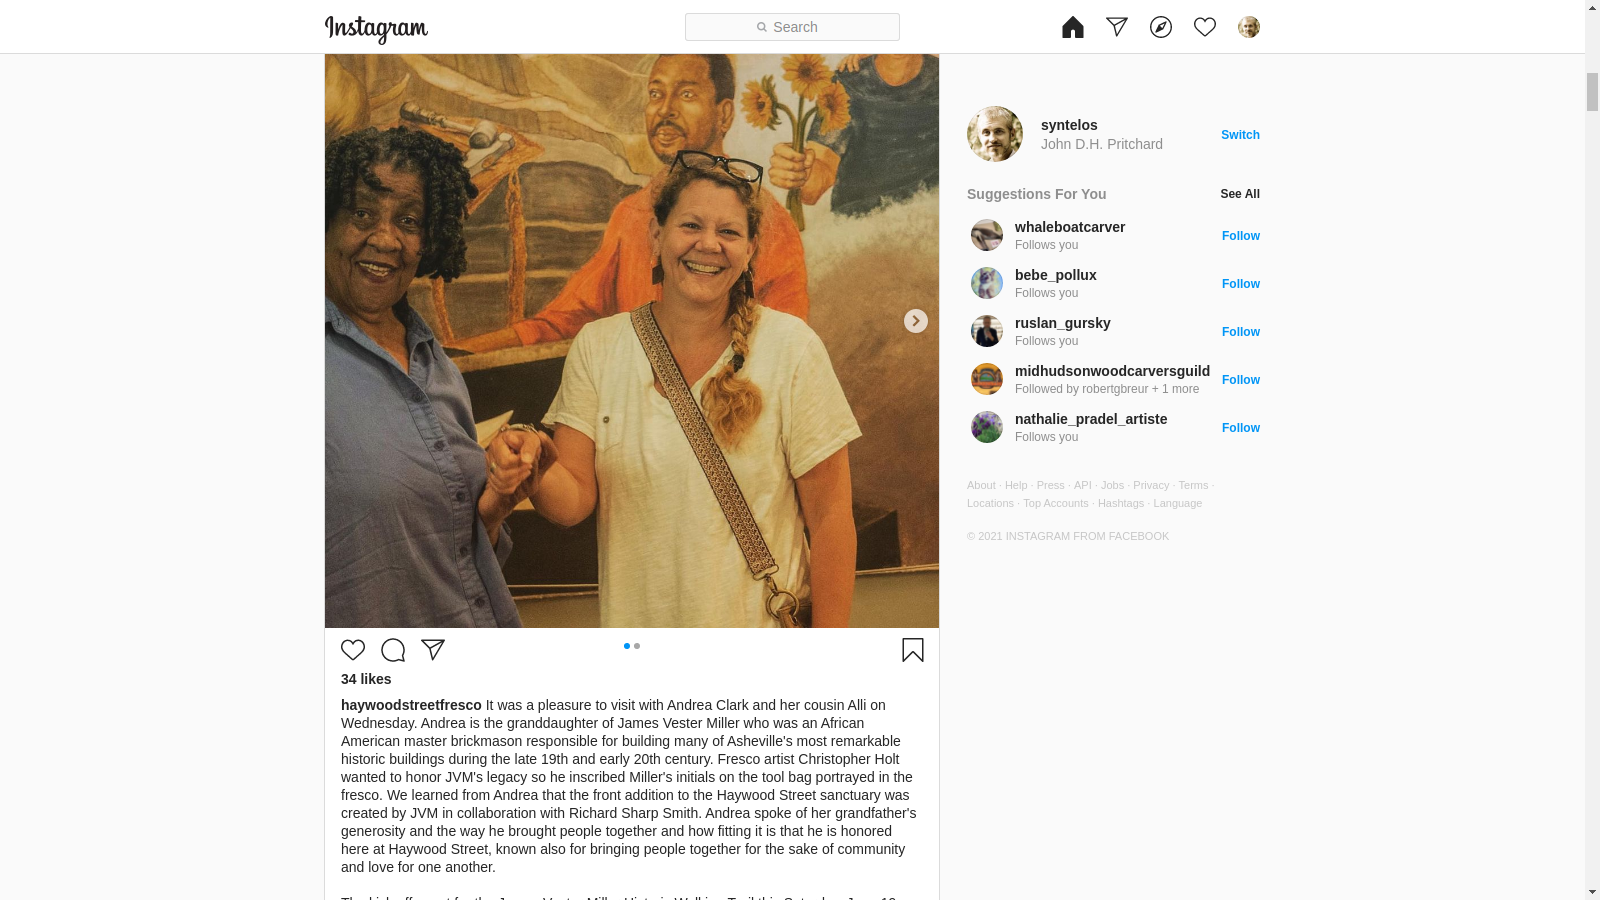 Instagram
Search
syntelos
John D.H. Pritchard
Switch
Suggestions For You
See All
whaleboatcarver
Follows you
Follow
bebe_pollux
Follows you
Follow
ruslan_gursky
Follows you
Follow
midhudsonwoodcarversguild
Followed by robertgbreur + 1 more
Follow
nathalie_pradel_artiste
Follows you
Follow
About · Help · Press · API · Jobs · Privacy · Terms ·
Locations · Top Accounts · Hashtags · Language
© 2021 INSTAGRAM FROM FACEBOOK
34 likes
haywoodstreetfresco It was a pleasure to visit with Andrea Clark and her cousin Alli on
Wednesday. Andrea is the granddaughter of James Vester Miller who was an African
American master brickmason responsible for building many of Asheville's most remarkable
historic buildings during the late 19th and early 20th century. Fresco artist Christopher Holt
wanted to honor JVM's legacy so he inscribed Miller's initials on the tool bag portrayed in the
fresco. We learned from Andrea that the front addition to the Haywood Street sanctuary was
created by JVM in collaboration with Richard Sharp Smith. Andrea spoke of her grandfather's
generosity and the way he brought people together and how fitting it is that he is honored
here at Haywood Street, known also for bringing people together for the sake of community
and love for one another.